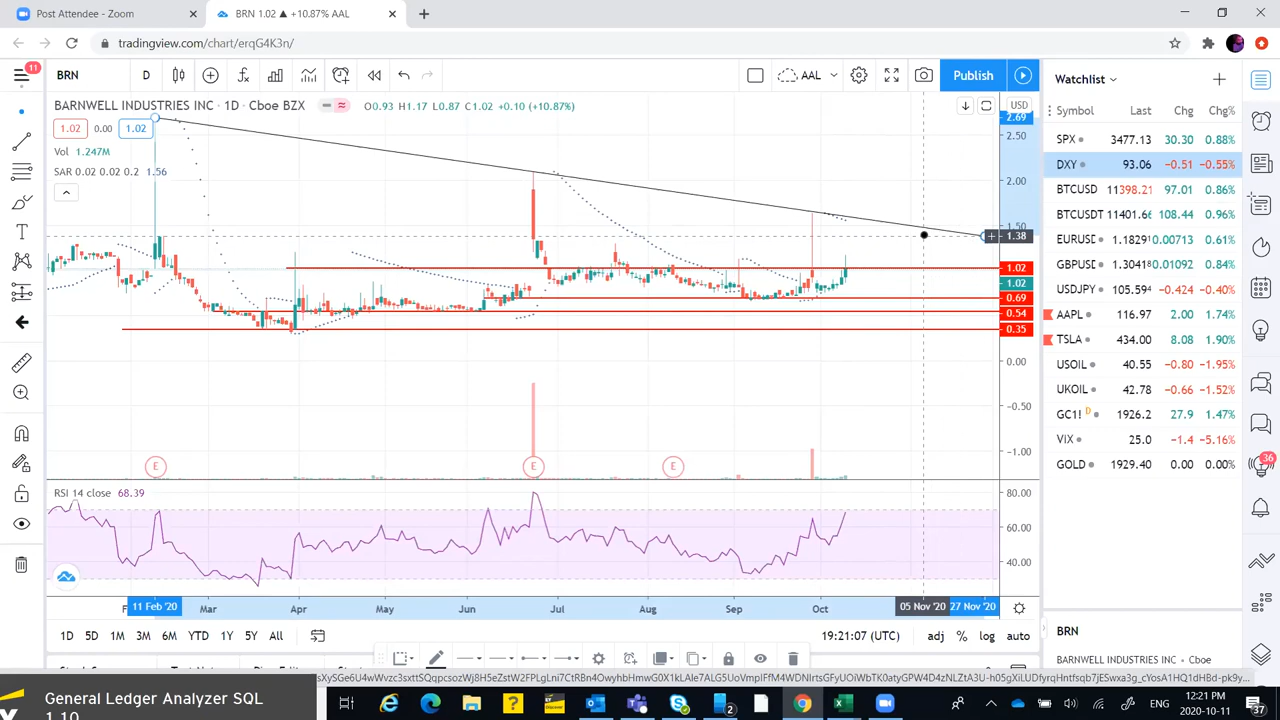 Post Attendee - Zoom
BRN 1.02 ▲ +10.87% AAL
tradingview.com/chart/erqG4K3n/
11
BRN
D
AAL
Publish
Watchlist
BARNWELL INDUSTRIES INC · 1D · Cboe BZX
O0.93 H1.17 L0.87 C1.02 +0.10 (+10.87%)
1.02 0.00 1.02
Vol 1.247M
SAR 0.02 0.02 0.2 1.56
USD
2.69
2.50
2.00
1.50
1.38
1.02
1.02
0.69
0.54
0.35
0.00
−0.50
−1.00
E
E
E
RSI 14 close 68.39
80.00
60.00
40.00
F
11 Feb '20
Mar
Apr
May
Jun
Jul
Aug
Sep
Oct
05 Nov '20
27 Nov '20
1D 5D 1M 3M 6M YTD 1Y 5Y All
19:21:07 (UTC)
adj % log auto
Symbol Last Chg Chg%
SPX 3477.13 30.30 0.88%
DXY 93.06 −0.51 −0.55%
BTCUSD 11398.21 97.01 0.86%
BTCUSDT 11401.66 108.44 0.96%
EURUSD 1.1829 0.00713 0.61%
GBPUSD 1.3041 0.01092 0.84%
USDJPY 105.594 −0.424 −0.40%
AAPL 116.97 2.00 1.74%
TSLA 434.00 8.08 1.90%
USOIL 40.55 −0.80 −1.95%
UKOIL 42.78 −0.66 −1.52%
GC1! D 1926.2 27.9 1.47%
VIX 25.0 −1.4 −5.16%
GOLD 1929.40 0.00 0.00%
36
BRN
BARNWELL INDUSTRIES INC • Cboe
General Ledger Analyzer SQL
1.10
2
ENG
12:21 PM
2020-10-11
37